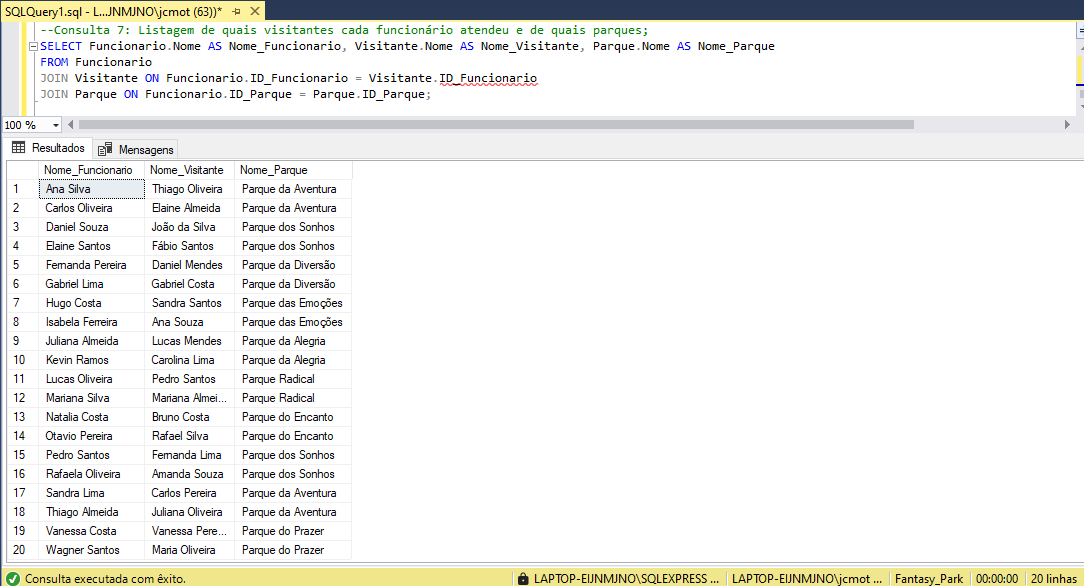 SQLQuery1.sql - L...JNMJNO\jcmot (63))*
--Consulta 7: Listagem de quais visitantes cada funcionário atendeu e de quais parques;
SELECT Funcionario.Nome AS Nome_Funcionario, Visitante.Nome AS Nome_Visitante, Parque.Nome AS Nome_Parque
FROM Funcionario
JOIN Visitante ON Funcionario.ID_Funcionario = Visitante.ID_Funcionario
JOIN Parque ON Funcionario.ID_Parque = Parque.ID_Parque;
100 %
Resultados Mensagens
Nome_Funcionario Nome_Visitante Nome_Parque
1 Ana Silva Thiago Oliveira Parque da Aventura
2 Carlos Oliveira Elaine Almeida Parque da Aventura
3 Daniel Souza João da Silva Parque dos Sonhos
4 Elaine Santos Fábio Santos Parque dos Sonhos
5 Fernanda Pereira Daniel Mendes Parque da Diversão
6 Gabriel Lima Gabriel Costa Parque da Diversão
7 Hugo Costa Sandra Santos Parque das Emoções
8 Isabela Ferreira Ana Souza Parque das Emoções
9 Juliana Almeida Lucas Mendes Parque da Alegria
10 Kevin Ramos Carolina Lima Parque da Alegria
11 Lucas Oliveira Pedro Santos Parque Radical
12 Mariana Silva Mariana Almei... Parque Radical
13 Natalia Costa Bruno Costa Parque do Encanto
14 Otavio Pereira Rafael Silva Parque do Encanto
15 Pedro Santos Fernanda Lima Parque dos Sonhos
16 Rafaela Oliveira Amanda Souza Parque dos Sonhos
17 Sandra Lima Carlos Pereira Parque da Aventura
18 Thiago Almeida Juliana Oliveira Parque da Aventura
19 Vanessa Costa Vanessa Pere... Parque do Prazer
20 Wagner Santos Maria Oliveira Parque do Prazer
Consulta executada com êxito. LAPTOP-EIJNMJNO\SQLEXPRESS ... LAPTOP-EIJNMJNO\jcmot ... Fantasy_Park 00:00:00 20 linhas